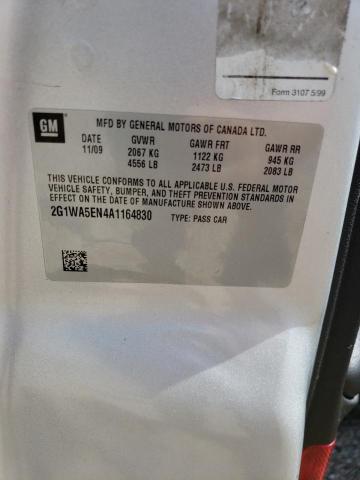 Form 3107 5/99
GM
MFD BY GENERAL MOTORS OF CANADA LTD.
DATE GVWR GAWR FRT GAWR RR
11/09 2067 KG 1122 KG 945 KG
4556 LB 2473 LB 2083 LB
THIS VEHICLE CONFORMS TO ALL APPLICABLE U.S. FEDERAL MOTOR
VEHICLE SAFETY, BUMPER, AND THEFT PREVENTION STANDARDS IN
EFFECT ON THE DATE OF MANUFACTURE SHOWN ABOVE.
2G1WA5EN4A1164830 TYPE: PASS CAR